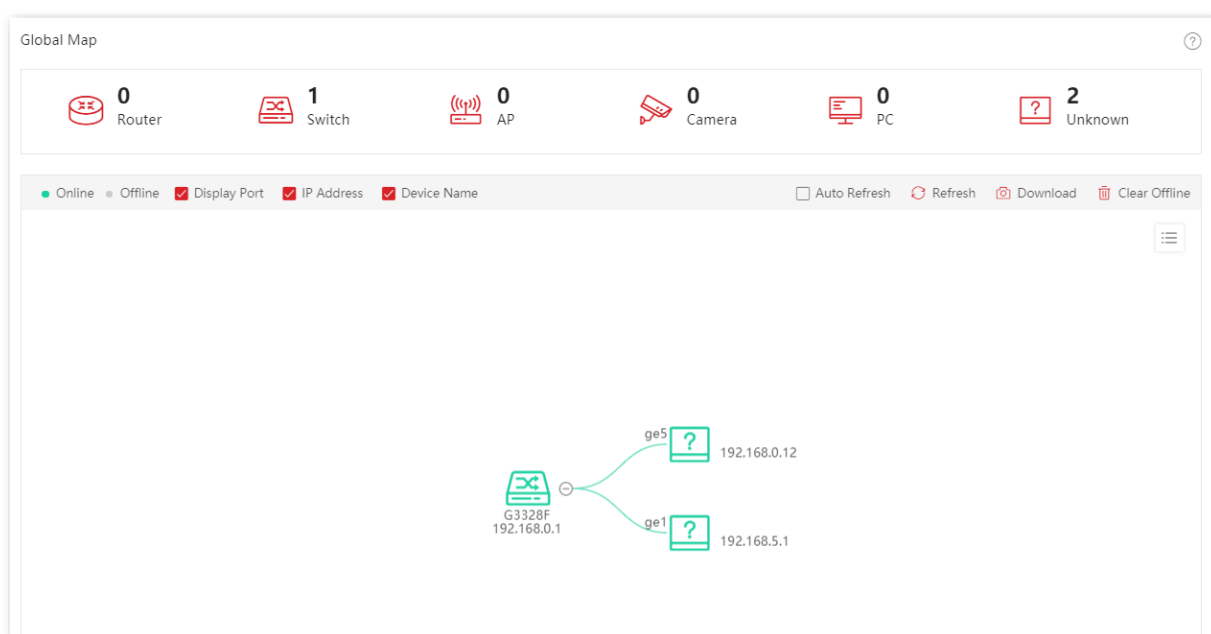 Global Map
?
0 1 0 0 0 2
Router Switch AP Camera PC Unknown
Online Offline Display Port IP Address Device Name Auto Refresh Refresh Download Clear Offline
ge5
192.168.0.12
G3328F
192.168.0.1
ge1
192.168.5.1